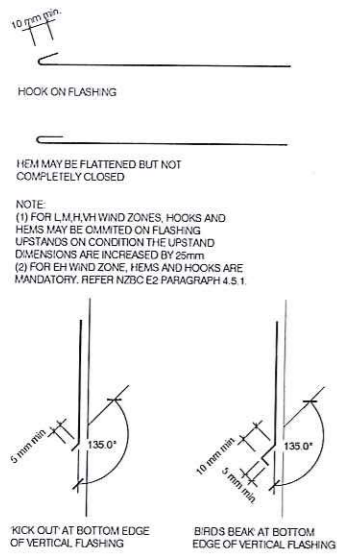 10 mm min.
HOOK ON FLASHING
HEM MAY BE FLATTENED BUT NOT
COMPLETELY CLOSED
NOTE:
(1) FOR L,M,H,VH WIND ZONES, HOOKS AND
HEMS MAY BE OMMITED ON FLASHING
UPSTANDS ON CONDITION THE UPSTAND
DIMENSIONS ARE INCREASED BY 25mm
(2) FOR EH WIND ZONE, HEMS AND HOOKS ARE
MANDATORY. REFER NZBC E2 PARAGRAPH 4.5.1
5 mm min
135.0°
'KICK OUT' AT BOTTOM EDGE
OF VERTICAL FLASHING
10 mm min.
5 mm min.
135.0°
BIRDS BEAK' AT BOTTOM
EDGE OF VERTICAL FLASHING